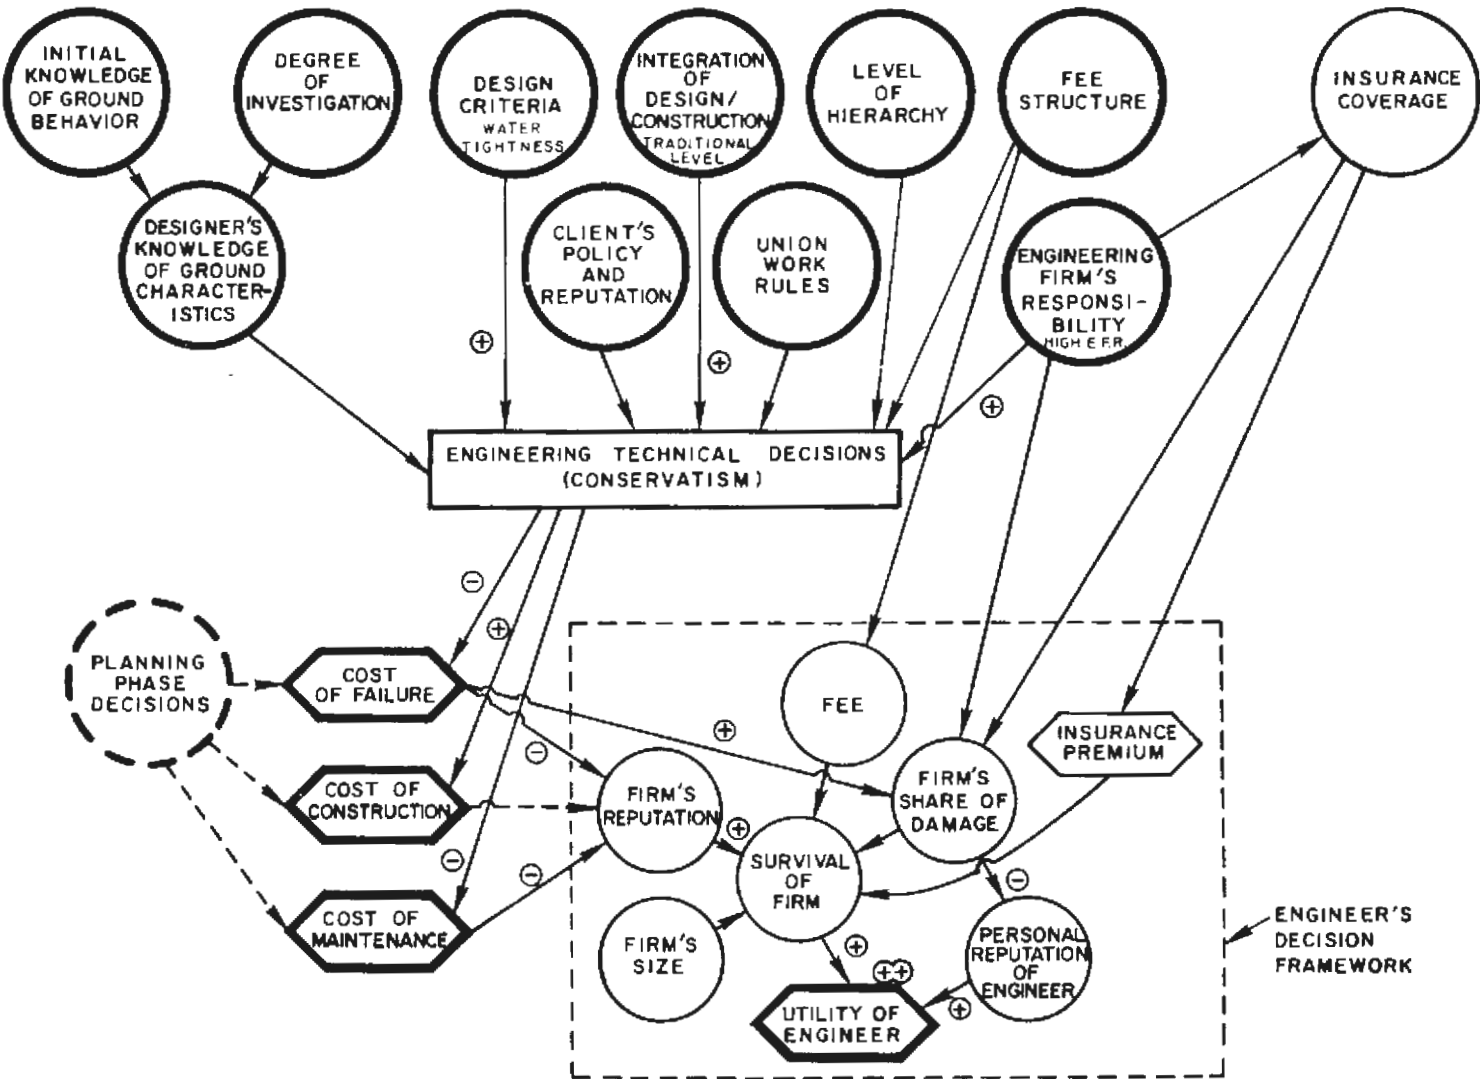 INITIAL
KNOWLEDGE
OF GROUND
BEHAVIOR
DEGREE
OF
INVESTIGATION
DESIGN
CRITERIA
WATER
TIGHTNESS
INTEGRATION
OF
DESIGN/
CONSTRUCTION
TRADITIONAL
LEVEL
LEVEL
OF
HIERARCHY
FEE
STRUCTURE
INSURANCE
COVERAGE
DESIGNER'S
KNOWLEDGE
OF GROUND
CHARACTER-
ISTICS
CLIENT'S
POLICY
AND
REPUTATION
UNION
WORK
RULES
ENGINEERING
FIRM'S
RESPONSI-
BILITY
HIGH E.F.R.
+
+
+
ENGINEERING TECHNICAL DECISIONS
(CONSERVATISM)
−
+
PLANNING
PHASE
DECISIONS
COST
OF FAILURE
FEE
+
−
INSURANCE
PREMIUM
COST OF
CONSTRUCTION
FIRM'S
REPUTATION
FIRM'S
SHARE OF
DAMAGE
+
−
−
SURVIVAL
OF
FIRM
−
COST OF
MAINTENANCE
FIRM'S
SIZE
+
++
PERSONAL
REPUTATION
OF
ENGINEER
+
UTILITY OF
ENGINEER
ENGINEER'S
DECISION
FRAMEWORK